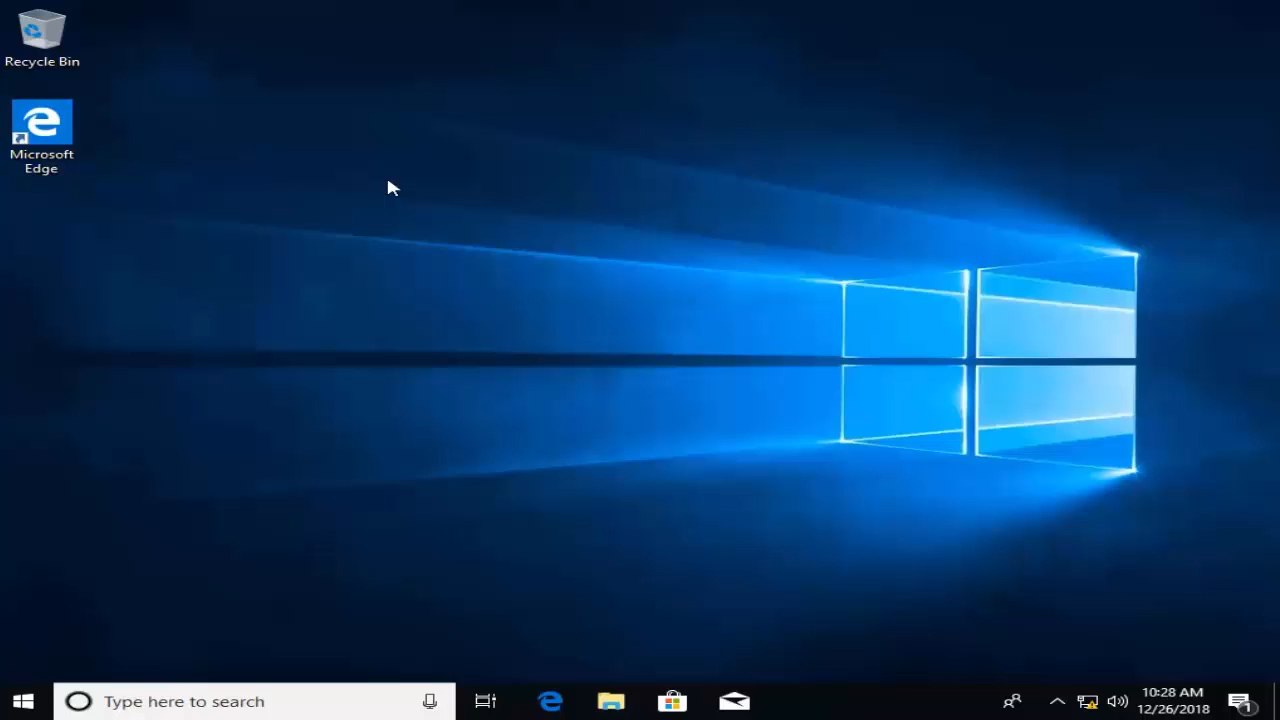 Recycle Bin
Microsoft
Edge
Type here to search
10:28 AM
12/26/2018
1